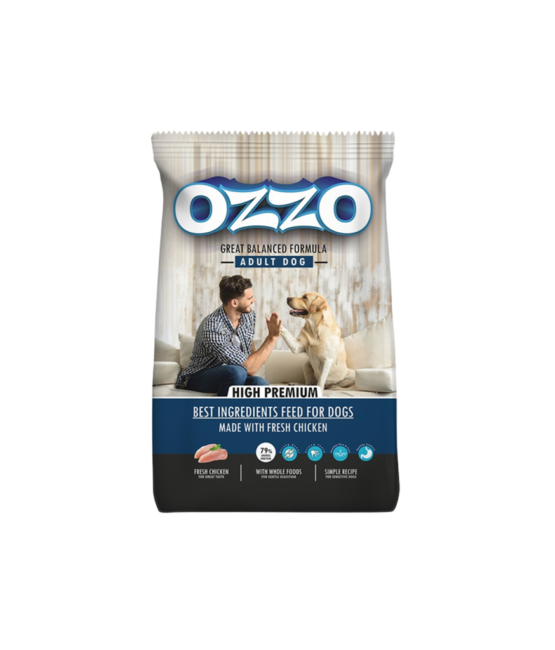 OZZO
GREAT BALANCED FORMULA
ADULT DOG
HIGH PREMIUM
BEST INGREDIENTS FEED FOR DOGS
MADE WITH FRESH CHICKEN
79%
FRESH CHICKEN
FOR GREAT TASTE
WITH WHOLE FOODS
FOR GENTLE DIGESTION
SIMPLE RECIPE
FOR SENSITIVE DOGS